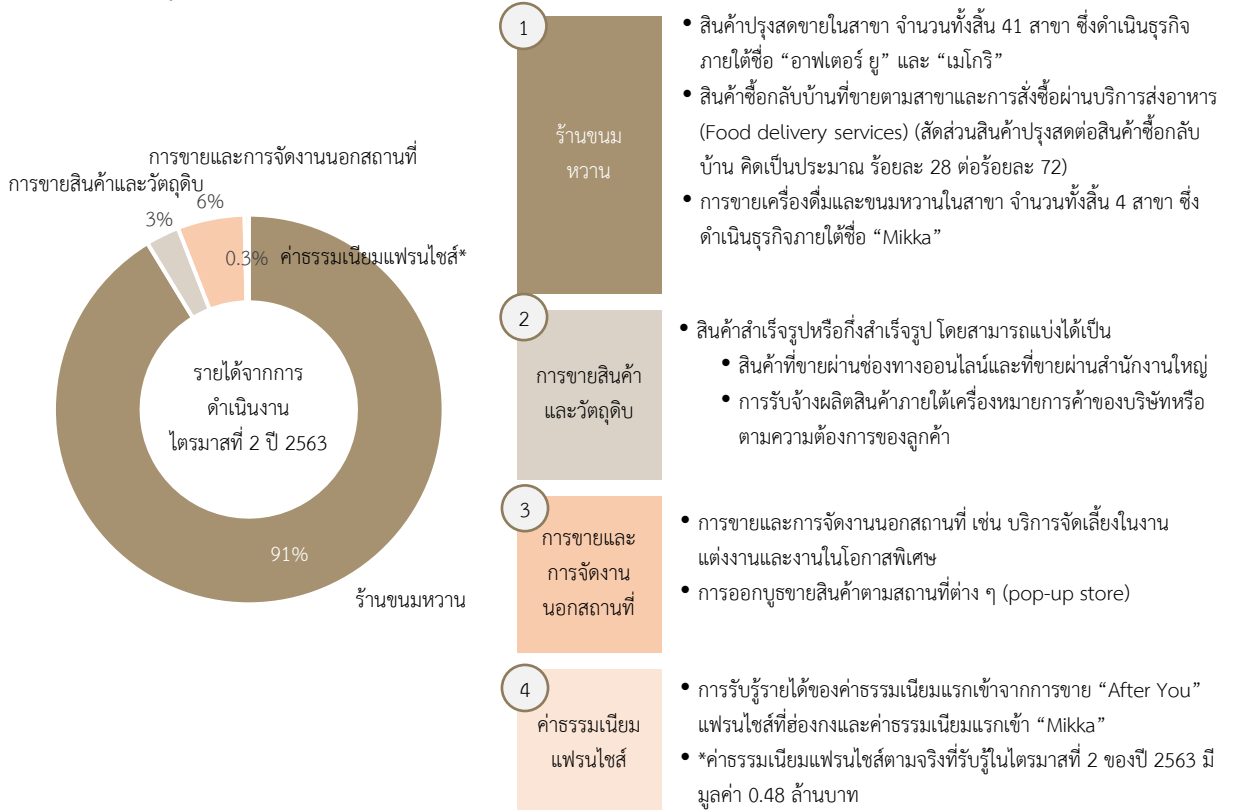 การขายและการจัดงานนอกสถานที่
การขายสินค้าและวัตถุดิบ
6%
3%
0.3% ค่าธรรมเนียมแฟรนไชส์*
รายได้จากการ
ดำเนินงาน
ไตรมาสที่ 2 ปี 2563
91%
ร้านขนมหวาน
1
ร้านขนม
หวาน
• สินค้าปรุงสดขายในสาขา จำนวนทั้งสิ้น 41 สาขา ซึ่งดำเนินธุรกิจ
ภายใต้ชื่อ “อาฟเตอร์ ยู” และ “เมโกริ”
• สินค้าซื้อกลับบ้านที่ขายตามสาขาและการสั่งซื้อผ่านบริการส่งอาหาร
(Food delivery services) (สัดส่วนสินค้าปรุงสดต่อสินค้าซื้อกลับ
บ้าน คิดเป็นประมาณ ร้อยละ 28 ต่อร้อยละ 72)
• การขายเครื่องดื่มและขนมหวานในสาขา จำนวนทั้งสิ้น 4 สาขา ซึ่ง
ดำเนินธุรกิจภายใต้ชื่อ “Mikka”
2
การขายสินค้า
และวัตถุดิบ
• สินค้าสำเร็จรูปหรือกึ่งสำเร็จรูป โดยสามารถแบ่งได้เป็น
• สินค้าที่ขายผ่านช่องทางออนไลน์และที่ขายผ่านสำนักงานใหญ่
• การรับจ้างผลิตสินค้าภายใต้เครื่องหมายการค้าของบริษัทหรือ
ตามความต้องการของลูกค้า
3
การขายและ
การจัดงาน
นอกสถานที่
• การขายและการจัดงานนอกสถานที่ เช่น บริการจัดเลี้ยงในงาน
แต่งงานและงานในโอกาสพิเศษ
• การออกบูธขายสินค้าตามสถานที่ต่าง ๆ (pop-up store)
4
ค่าธรรมเนียม
แฟรนไชส์
• การรับรู้รายได้ของค่าธรรมเนียมแรกเข้าจากการขาย “After You”
แฟรนไชส์ที่ฮ่องกงและค่าธรรมเนียมแรกเข้า “Mikka”
• *ค่าธรรมเนียมแฟรนไชส์ตามจริงที่รับรู้ในไตรมาสที่ 2 ของปี 2563 มี
มูลค่า 0.48 ล้านบาท